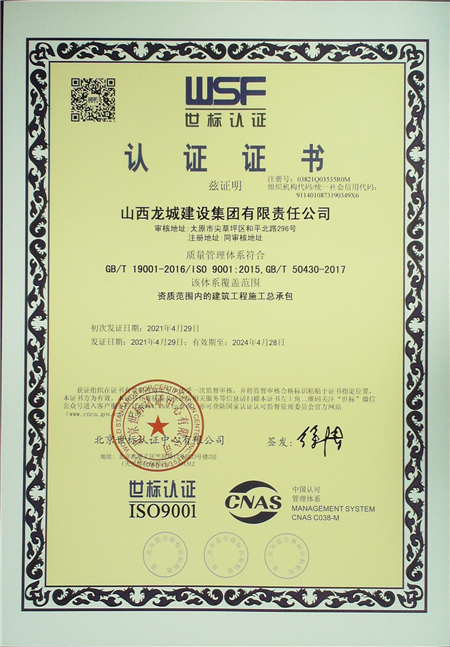 WSF
世标认证
认证证书
注册号: 03821Q03535R0M
兹证明
组织机构代码/统一社会信用代码:
9114010873190349X6
山西龙城建设集团有限责任公司
审核地址:太原市尖草坪区和平北路296号
注册地址:同审核地址
质量管理体系符合
GB/T 19001-2016/ISO 9001:2015,GB/T 50430-2017
该体系覆盖范围
资质范围内的建筑工程施工总承包
初次发证日期:2021年4月29日
发证日期:2021年4月29日; 有效期至:2024年4月28日
北京世标认证中心有限公司
签发:
世标认证
ISO9001
CNAS
中国认可
管理体系
MANAGEMENT SYSTEM
CNAS C038-M